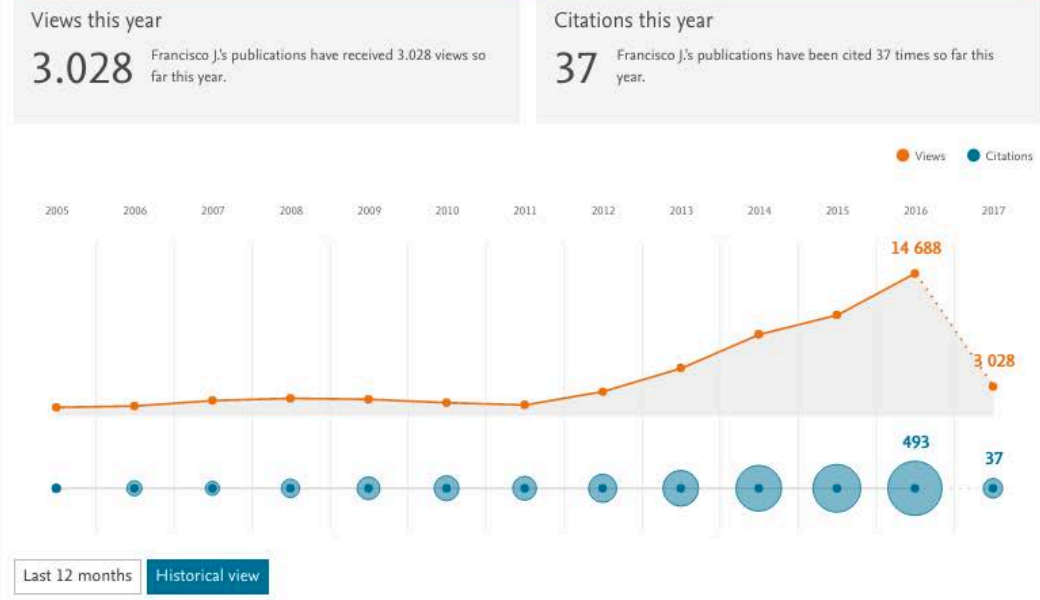 Views this year
3.028
Francisco J.'s publications have received 3.028 views so
far this year.
Citations this year
37
Francisco J.'s publications have been cited 37 times so far this
year.
Views
Citations
2005 2006 2007 2008 2009 2010 2011 2012 2013 2014 2015 2016 2017
14 688
3 028
493
37
Last 12 months
Historical view